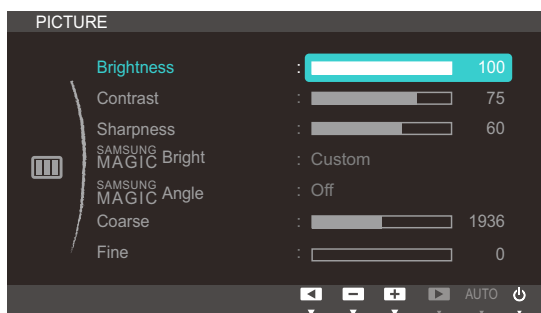 PICTURE
Brightness : 100
Contrast : 75
Sharpness : 60
SAMSUNG MAGIC Bright : Custom
SAMSUNG MAGIC Angle : Off
Coarse : 1936
Fine : 0
AUTO